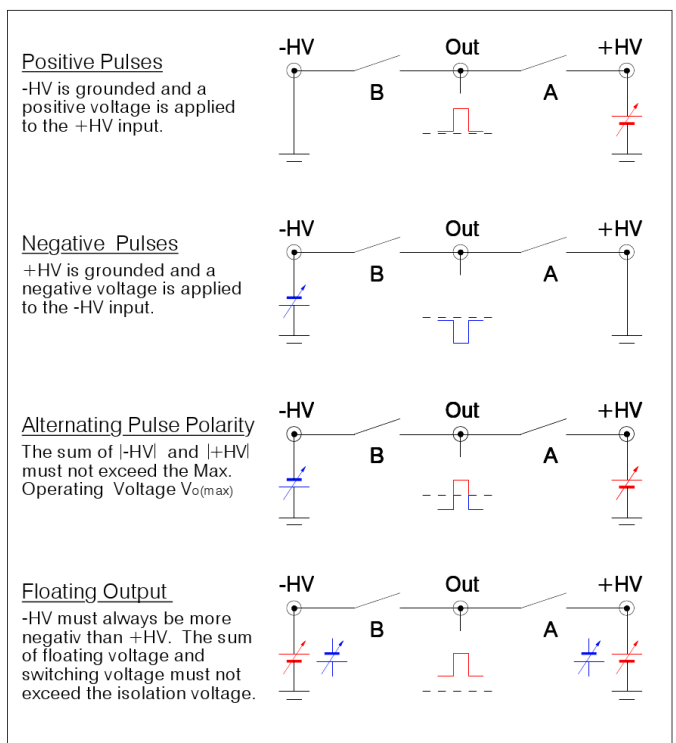 Positive Pulses
-HV is grounded and a
positive voltage is applied
to the +HV input.
-HV Out +HV
B A
Negative Pulses
+HV is grounded and a
negative voltage is applied
to the -HV input.
-HV Out +HV
B A
Alternating Pulse Polarity
The sum of |-HV| and |+HV|
must not exceed the Max.
Operating Voltage Vo(max)
-HV Out +HV
B A
Floating Output
-HV must always be more
negativ than +HV. The sum
of floating voltage and
switching voltage must not
exceed the isolation voltage.
-HV Out +HV
B A